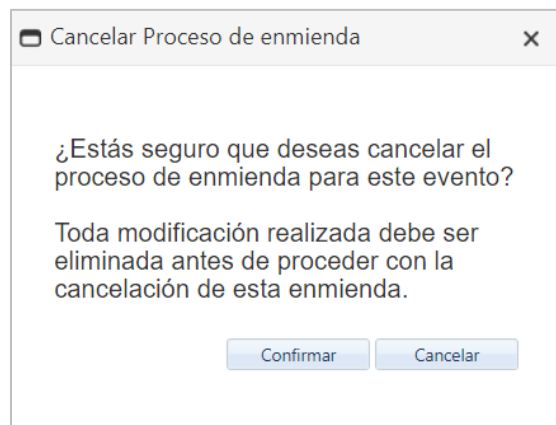 Cancelar Proceso de enmienda
¿Estás seguro que deseas cancelar el
proceso de enmienda para este evento?
Toda modificación realizada debe ser
eliminada antes de proceder con la
cancelación de esta enmienda.
Confirmar Cancelar